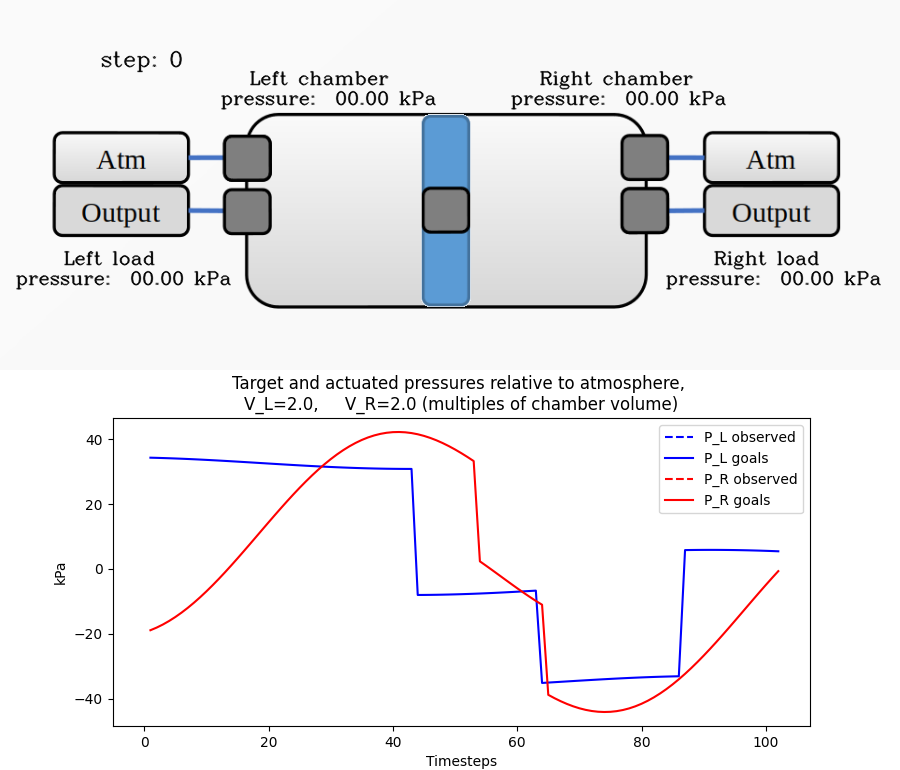 step: 0
Left chamber
pressure: 00.00 kPa
Right chamber
pressure: 00.00 kPa
Atm
Output
Left load
pressure: 00.00 kPa
Atm
Output
Right load
pressure: 00.00 kPa
Target and actuated pressures relative to atmosphere,
V_L=2.0, V_R=2.0 (multiples of chamber volume)
40
20
0
−20
−40
kPa
P_L observed
P_L goals
P_R observed
P_R goals
0 20 40 60 80 100
Timesteps